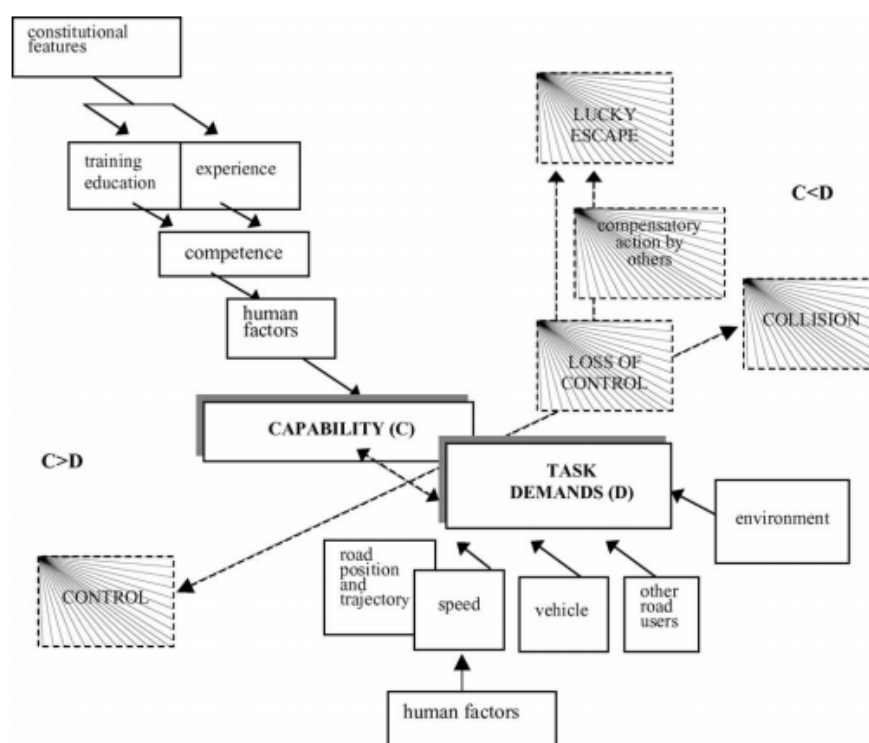 constitutional
features
LUCKY
ESCAPE
training
education
experience
C<D
compensatory
action by
others
competence
human
factors
COLLISION
LOSS OF
CONTROL
CAPABILITY (C)
C>D
TASK
DEMANDS (D)
environment
road
position
and
trajectory
speed
vehicle
other
road
users
CONTROL
human factors